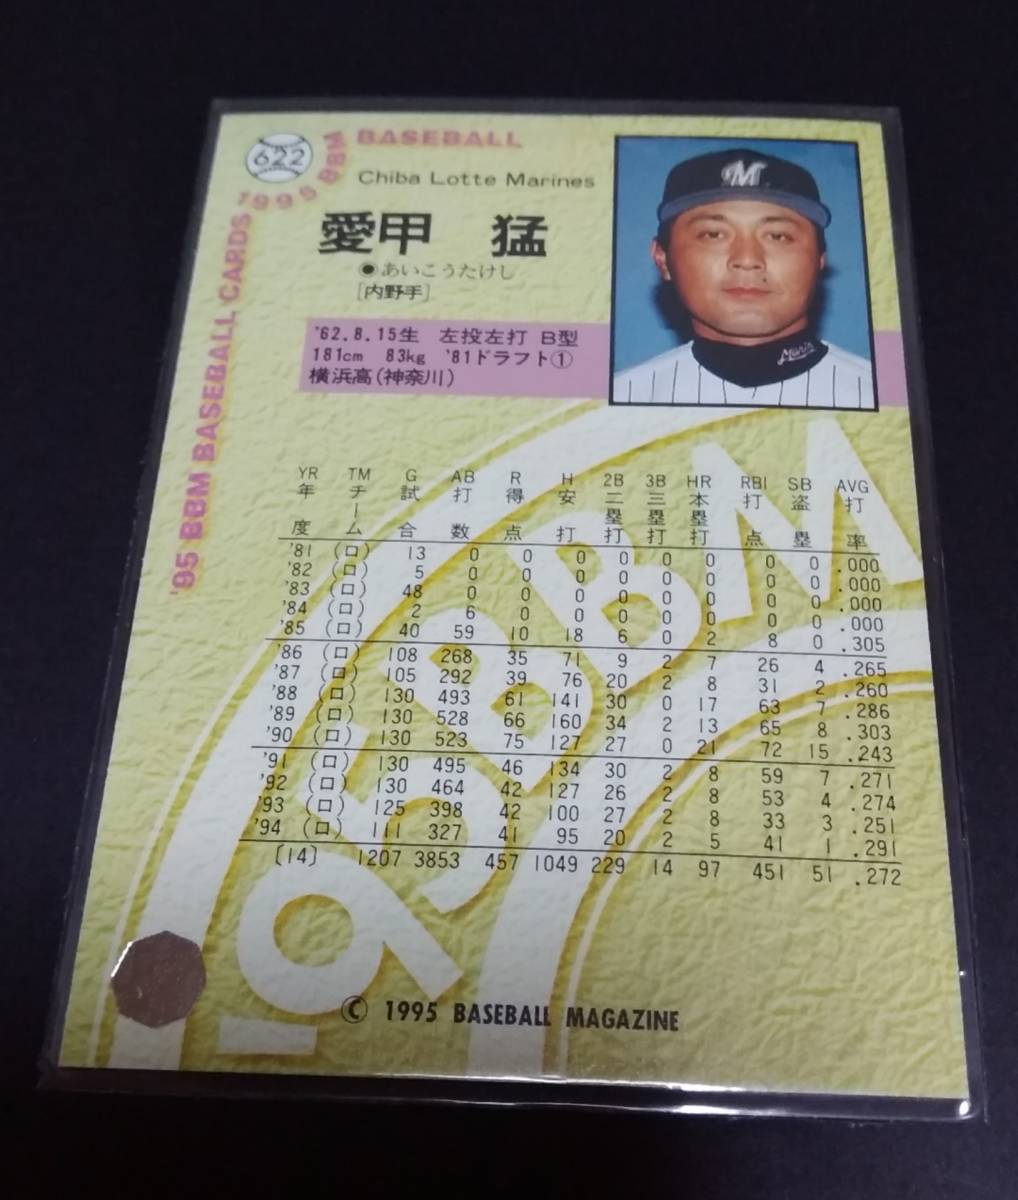 622
1995 BBM
BASEBALL
Chiba Lotte Marines
愛甲 猛
●あいこうたけし
[内野手]
'62.8.15生 左投左打 B型
181cm 83kg '81ドラフト①
横浜高(神奈川)
M
Marines
'95 BBM BASEBALL CARDS
YR TM G AB R H 2B 3B HR RBI SB AVG
年度 チーム 試合 打数 得点 安打 二塁打 三塁打 本塁打 打点 盗塁 打率
'81 (ロ) 13 0 0 0 0 0 0 0 0 .000
'82 (ロ) 5 0 0 0 0 0 0 0 0 .000
'83 (ロ) 48 0 0 0 0 0 0 0 0 .000
'84 (ロ) 2 6 0 0 0 0 0 0 0 .000
'85 (ロ) 40 59 10 18 6 0 2 8 0 .305
'86 (ロ) 108 268 35 71 9 2 7 26 4 .265
'87 (ロ) 105 292 39 76 20 2 8 31 2 .260
'88 (ロ) 130 493 61 141 30 0 17 63 7 .286
'89 (ロ) 130 528 66 160 34 2 13 65 8 .303
'90 (ロ) 130 523 75 127 27 0 21 72 15 .243
'91 (ロ) 130 495 46 134 30 2 8 59 7 .271
'92 (ロ) 130 464 42 127 26 2 8 53 4 .274
'93 (ロ) 125 398 42 100 27 2 8 33 3 .251
'94 (ロ) 111 327 41 95 20 2 5 41 1 .291
[14] 1207 3853 457 1049 229 14 97 451 51 .272
'95 BBM
© 1995 BASEBALL MAGAZINE